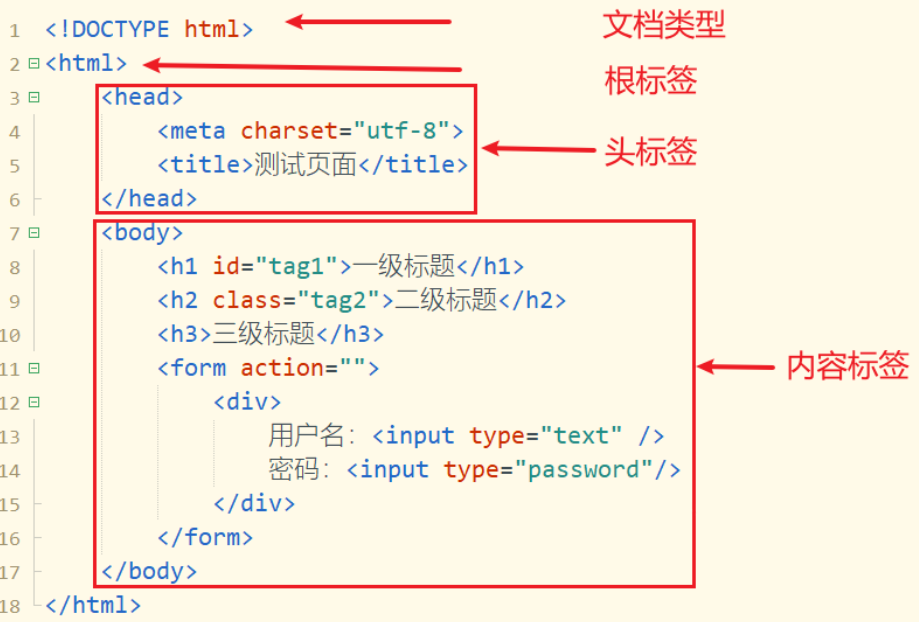 1 <!DOCTYPE html> 文档类型
2 <html> 根标签
3 <head>
4 <meta charset="utf-8"> 头标签
5 <title>测试页面</title>
6 </head>
7 <body>
8 <h1 id="tag1">一级标题</h1>
9 <h2 class="tag2">二级标题</h2>
10 <h3>三级标题</h3>
11 <form action=""> 内容标签
12 <div>
13 用户名：<input type="text" />
14 密码：<input type="password"/>
15 </div>
16 </form>
17 </body>
18 </html>